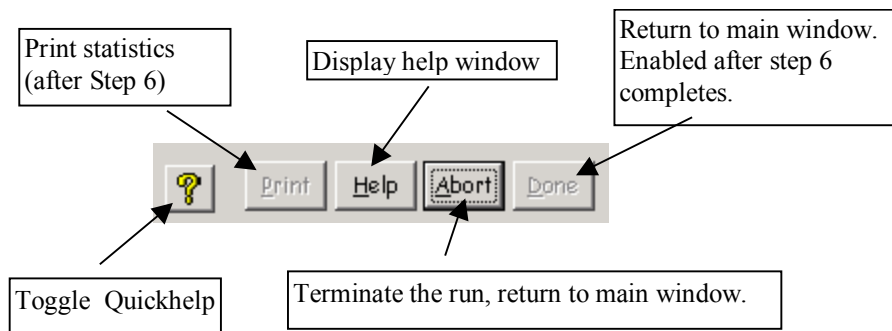 Print statistics
(after Step 6)
Display help window
Return to main window.
Enabled after step 6
completes.
?
Print
Help
Abort
Done
Toggle Quickhelp
Terminate the run, return to main window.